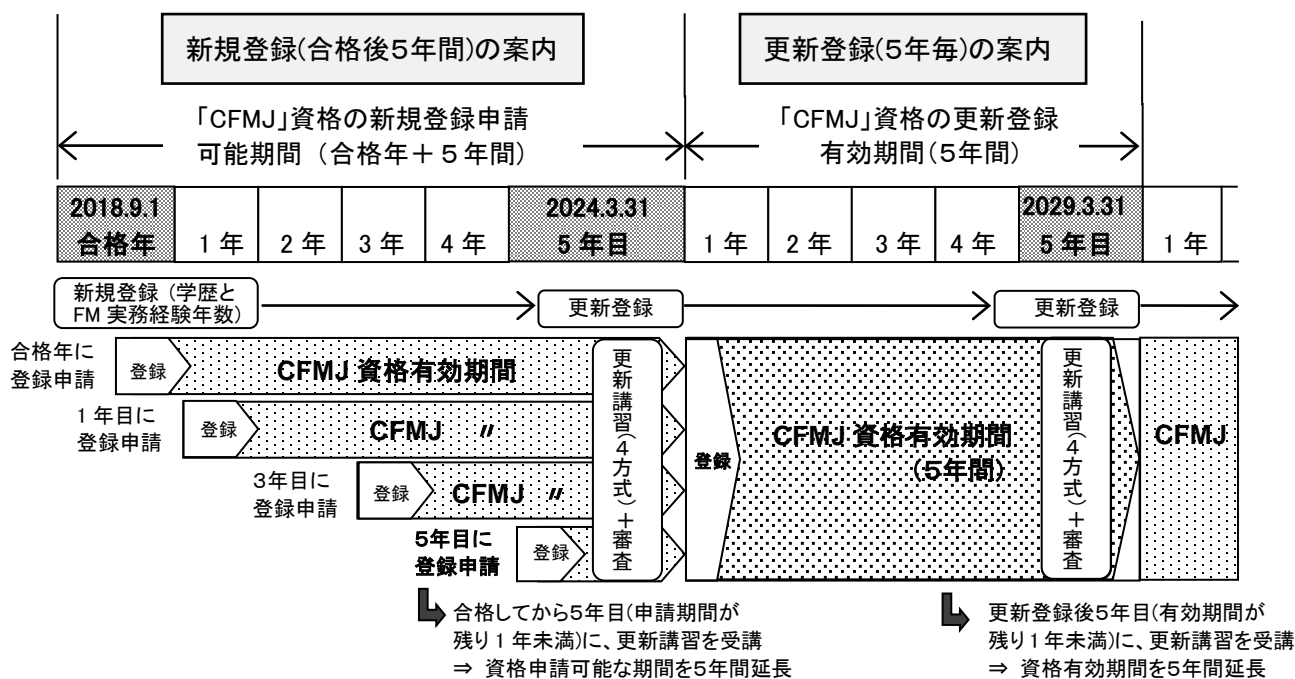 新規登録(合格後5年間)の案内
更新登録(5年毎)の案内
「CFMJ」資格の新規登録申請
可能期間 (合格年+5年間)
「CFMJ」資格の更新登録
有効期間(5年間)
2018.9.1
合格年
1年
2年
3年
4年
2024.3.31
5年目
1年
2年
3年
4年
2029.3.31
5年目
1年
新規登録 (学歴と
FM 実務経験年数)
更新登録
更新登録
合格年に
登録申請
登録
CFMJ 資格有効期間
1年目に
登録申請
登録
CFMJ 〃
3年目に
登録申請
登録
CFMJ 〃
5年目に
登録申請
登録
更新講習(4方式)+審査
登録
CFMJ 資格有効期間
(5年間)
更新講習(4方式)+審査
CFMJ
合格してから5年目(申請期間が
残り1年未満)に、更新講習を受講
⇒ 資格申請可能な期間を5年間延長
更新登録後5年目(有効期間が
残り1年未満)に、更新講習を受講
⇒ 資格有効期間を5年間延長